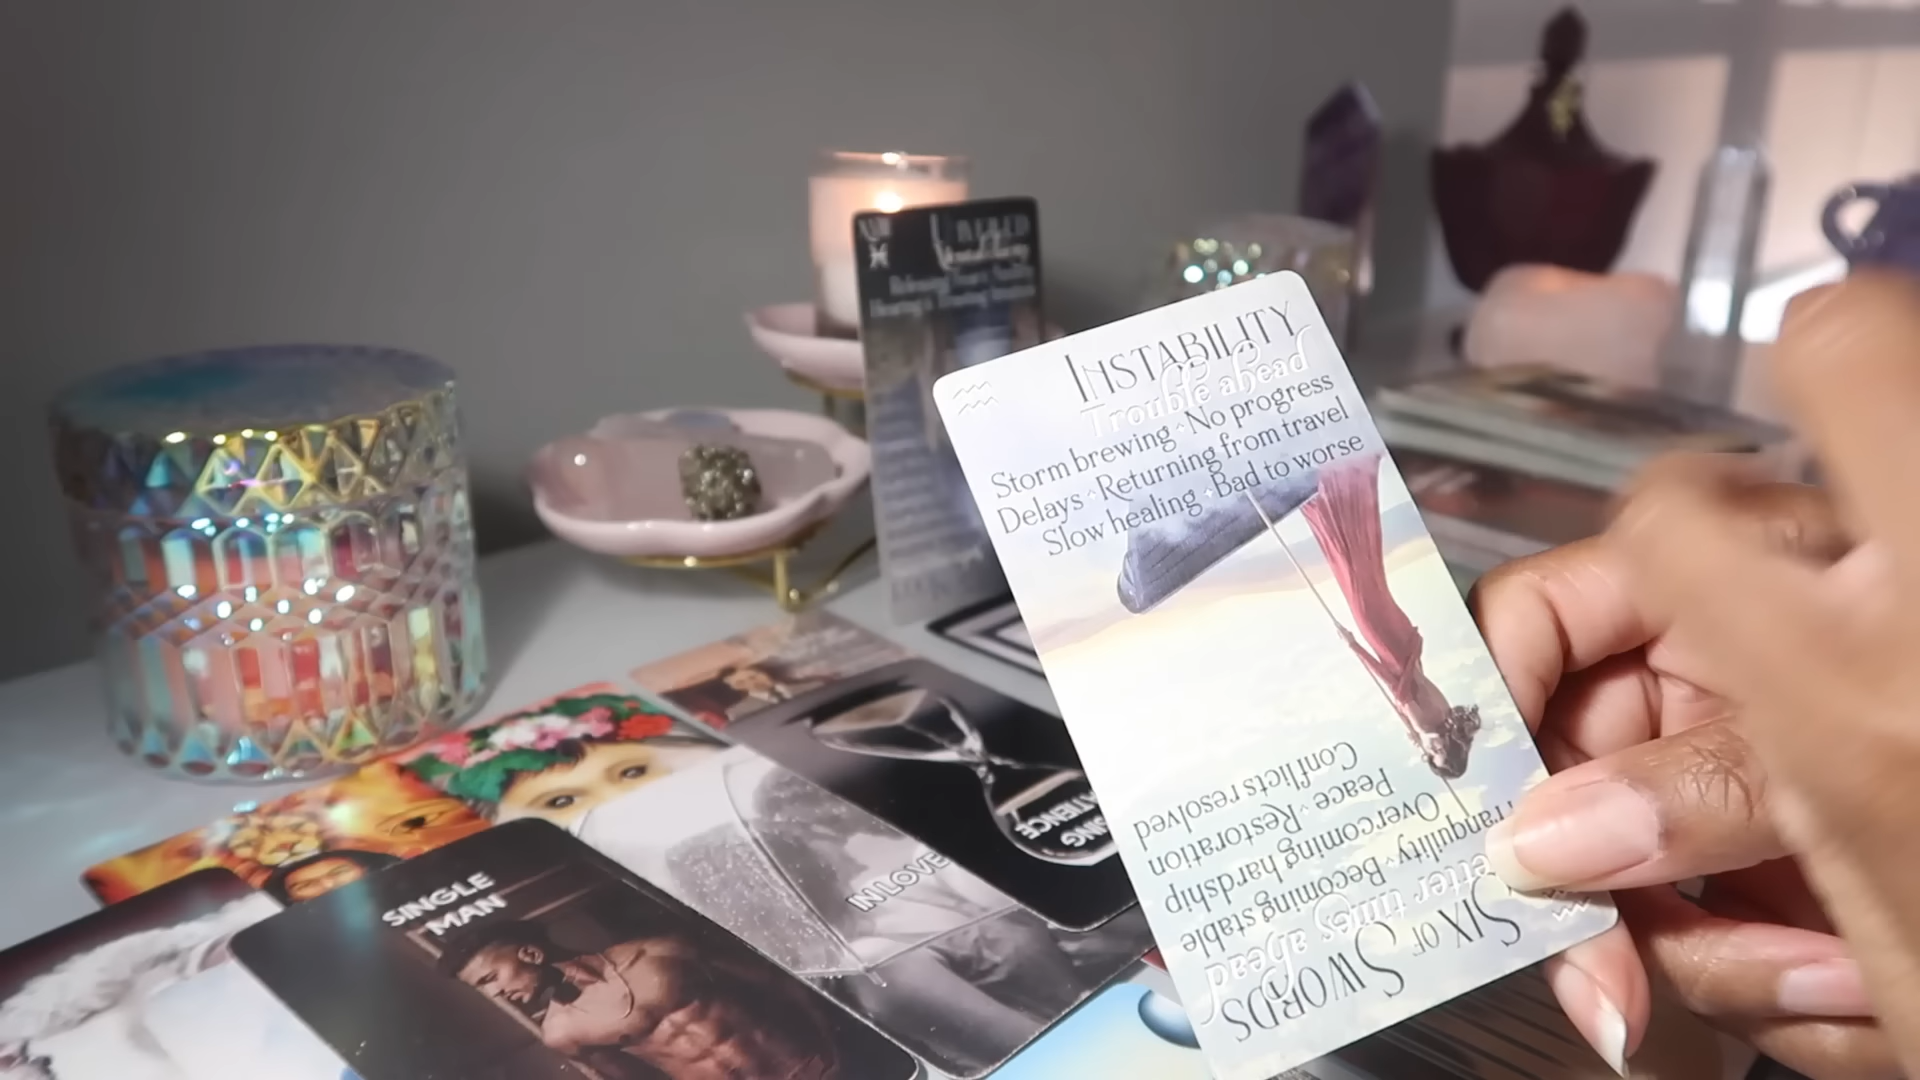 INSTABILITY
Trouble ahead
Storm brewing No progress
Delays Returning from travel
Slow healing Bad to worse
SIX OF SWORDS
Better times ahead
Tranquility Becoming stable
Overcoming hardship
Peace Restoration
Conflicts resolved
SINGLE
MAN
IN LOVE